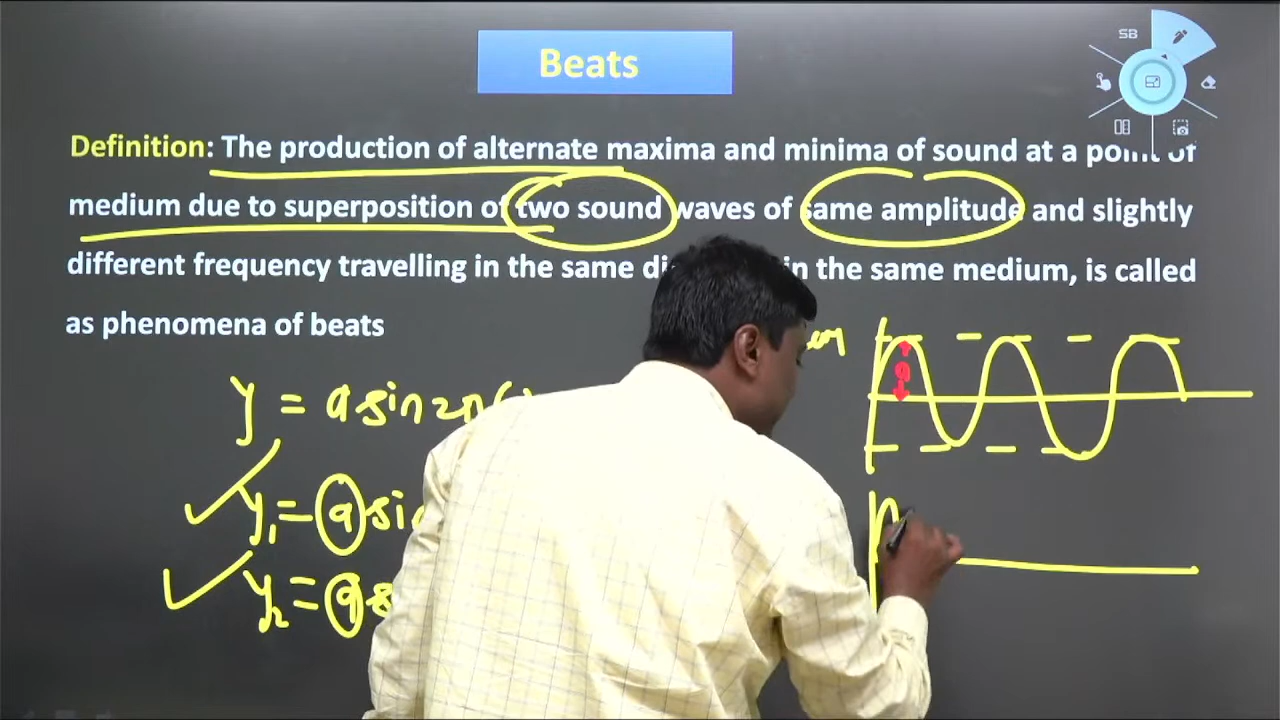 SB
Beats
Definition: The production of alternate maxima and minima of sound at a point of
medium due to superposition of two sound waves of same amplitude and slightly
different frequency travelling in the same in the same medium, is called
as phenomena of beats
a
y = a sin 2π(
y₁ = a sin
y₂ = a s